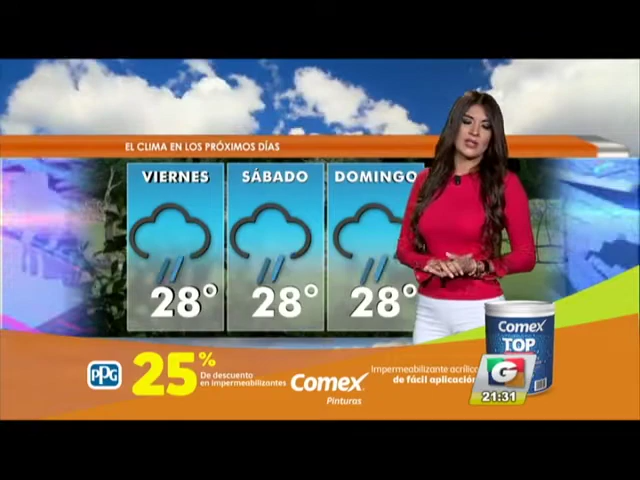 EL CLIMA EN LOS PRÓXIMOS DÍAS
VIERNES SÁBADO DOMINGO
28° 28° 28°
PPG
25%
De descuento
en impermeabilizantes
Comex
Pinturas
Impermeabilizante acrílic
de fácil aplicación
Comex
TOP
G
21:31